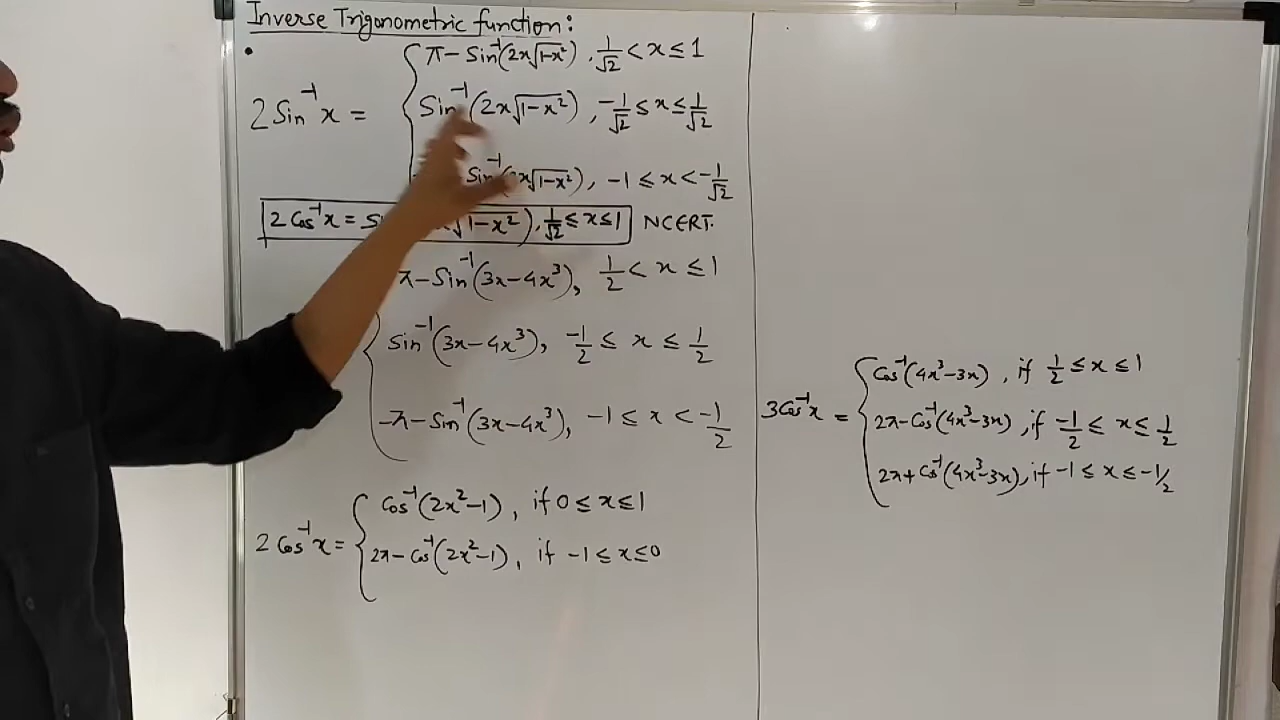 Inverse Trigonometric function:
• 2 Sin⁻¹x =
π – Sin⁻¹(2x√1–x²), 1/√2 < x ≤ 1
Sin⁻¹(2x√1–x²), –1/√2 ≤ x ≤ 1/√2
Sin⁻¹(2x√1–x²), –1 ≤ x < –1/√2
2 Cos⁻¹x = √1–x²), 1/√2 ≤ x ≤ 1 NCERT.
π – Sin⁻¹(3x – 4x³), 1/2 < x ≤ 1
Sin⁻¹(3x – 4x³), –1/2 ≤ x ≤ 1/2
–π – Sin⁻¹(3x – 4x³), –1 ≤ x < –1/2
2 Cos⁻¹x =
Cos⁻¹(2x² – 1), if 0 ≤ x ≤ 1
2π – Cos⁻¹(2x² – 1), if –1 ≤ x ≤ 0
3Cos⁻¹x =
Cos⁻¹(4x³ – 3x), if 1/2 ≤ x ≤ 1
2π – Cos⁻¹(4x³ – 3x), if –1/2 ≤ x ≤ 1/2
2π + Cos⁻¹(4x³ – 3x), if –1 ≤ x ≤ –1/2